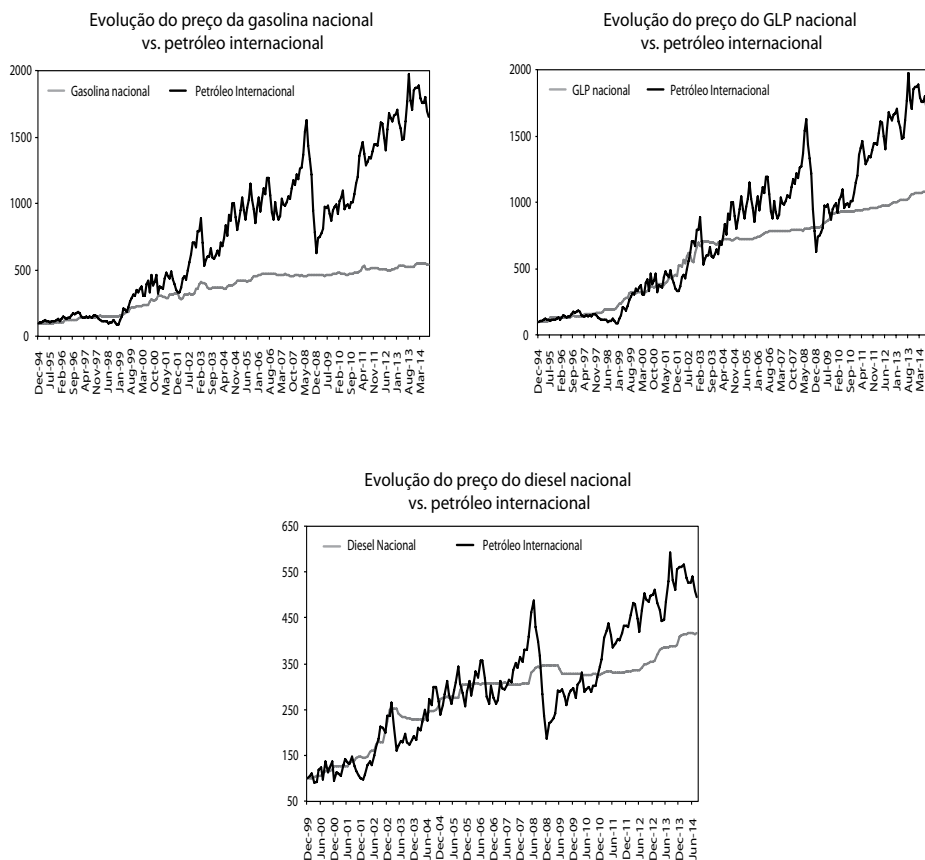 Evolução do preço da gasolina nacional
vs. petróleo internacional
2000
1500
1000
500
0
Gasolina nacional
Petróleo Internacional
Dec-94
Jul-95
Feb-96
Sep-96
Apr-97
Nov-97
Jun-98
Jan-99
Aug-99
Mar-00
Oct-00
May-01
Dec-01
Jul-02
Feb-03
Sep-03
Apr-04
Nov-04
Jun-05
Jan-06
Aug-06
Mar-07
Oct-07
May-08
Dec-08
Jul-09
Feb-10
Sep-10
Apr-11
Nov-11
Jun-12
Jan-13
Aug-13
Mar-14
Evolução do preço do GLP nacional
vs. petróleo internacional
2000
1500
1000
500
0
GLP nacional
Petróleo Internacional
Dec-94
Jul-95
Feb-96
Sep-96
Apr-97
Nov-97
Jun-98
Jan-99
Aug-99
Mar-00
Oct-00
May-01
Dec-01
Jul-02
Feb-03
Sep-03
Apr-04
Nov-04
Jun-05
Jan-06
Aug-06
Mar-07
Oct-07
May-08
Dec-08
Jul-09
Feb-10
Sep-10
Apr-11
Nov-11
Jun-12
Jan-13
Aug-13
Mar-14
Evolução do preço do diesel nacional
vs. petróleo internacional
650
550
450
350
250
150
50
Diesel Nacional
Petróleo Internacional
Dec-99
Jun-00
Dec-00
Jun-01
Dec-01
Jun-02
Dec-02
Jun-03
Dec-03
Jun-04
Dec-04
Jun-05
Dec-05
Jun-06
Dec-06
Jun-07
Dec-07
Jun-08
Dec-08
Jun-09
Dec-09
Jun-10
Dec-10
Jun-11
Dec-11
Jun-12
Dec-12
Jun-13
Dec-13
Jun-14